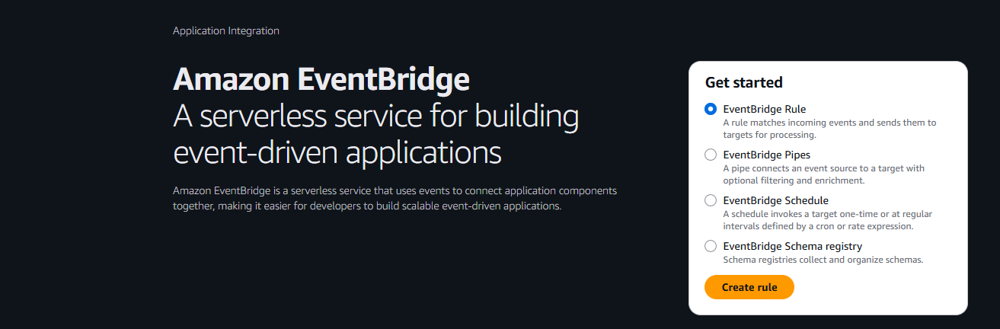 Application Integration
Amazon EventBridge
A serverless service for building
event-driven applications
Amazon EventBridge is a serverless service that uses events to connect application components
together, making it easier for developers to build scalable event-driven applications.
Get started
EventBridge Rule
A rule matches incoming events and sends them to
targets for processing.
EventBridge Pipes
A pipe connects an event source to a target with
optional filtering and enrichment.
EventBridge Schedule
A schedule invokes a target one-time or at regular
intervals defined by a cron or rate expression.
EventBridge Schema registry
Schema registries collect and organize schemas.
Create rule